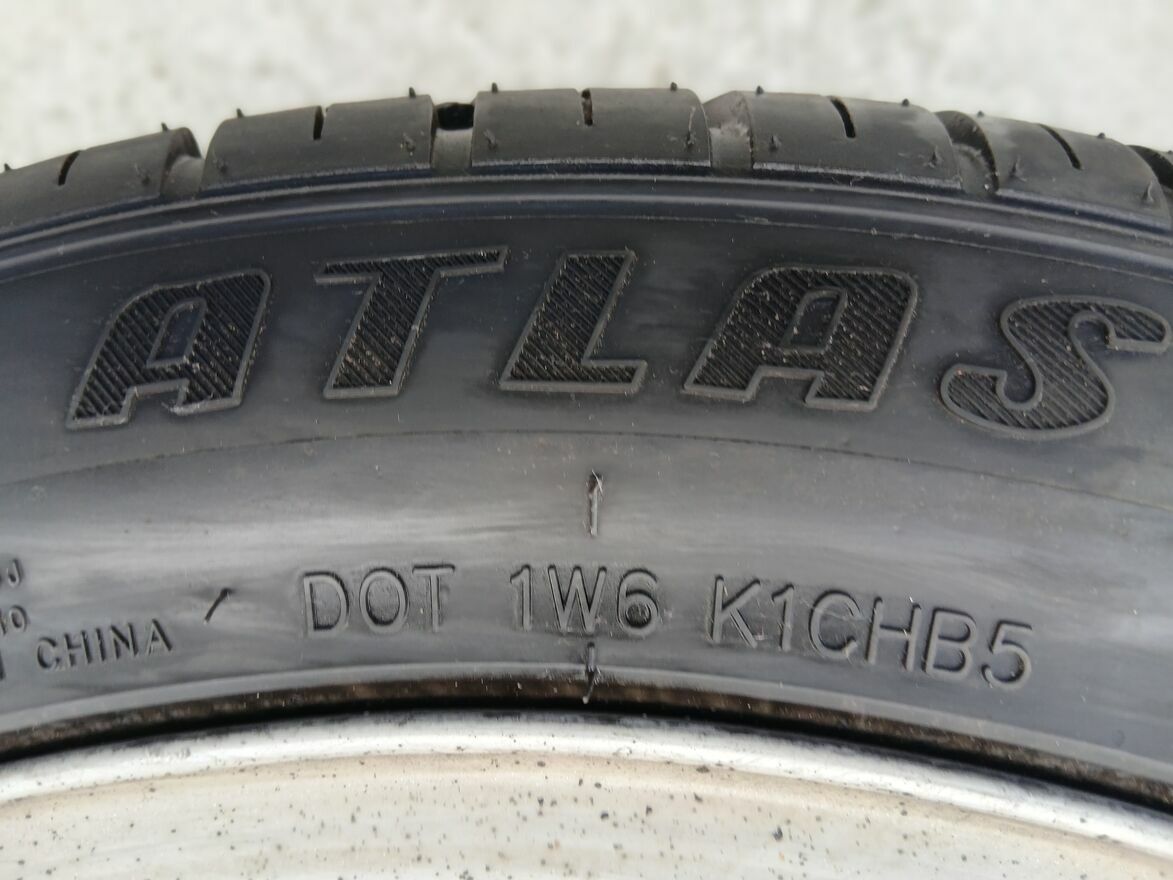 ATLAS
CHINA DOT 1W6 K1CHB5